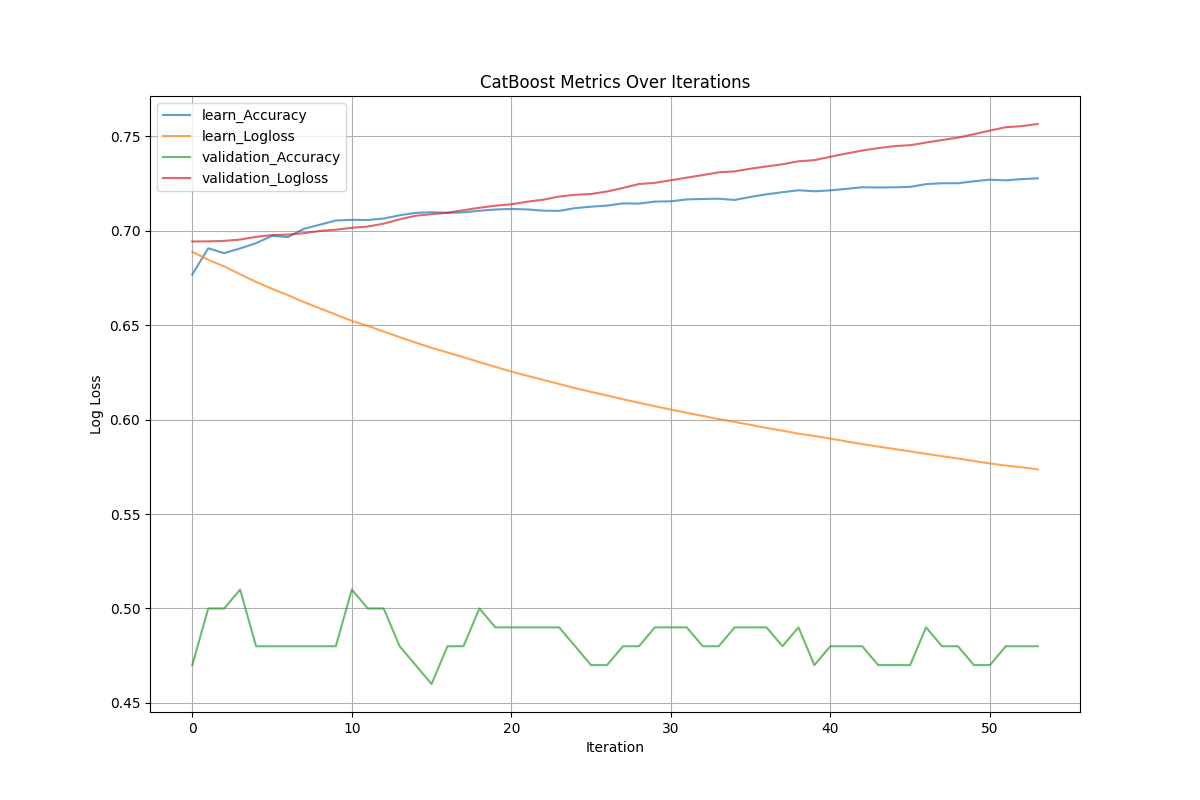 CatBoost Metrics Over Iterations
learn_Accuracy
learn_Logloss
validation_Accuracy
validation_Logloss
0.75
0.70
0.65
0.60
0.55
0.50
0.45
Log Loss
0 10 20 30 40 50
Iteration